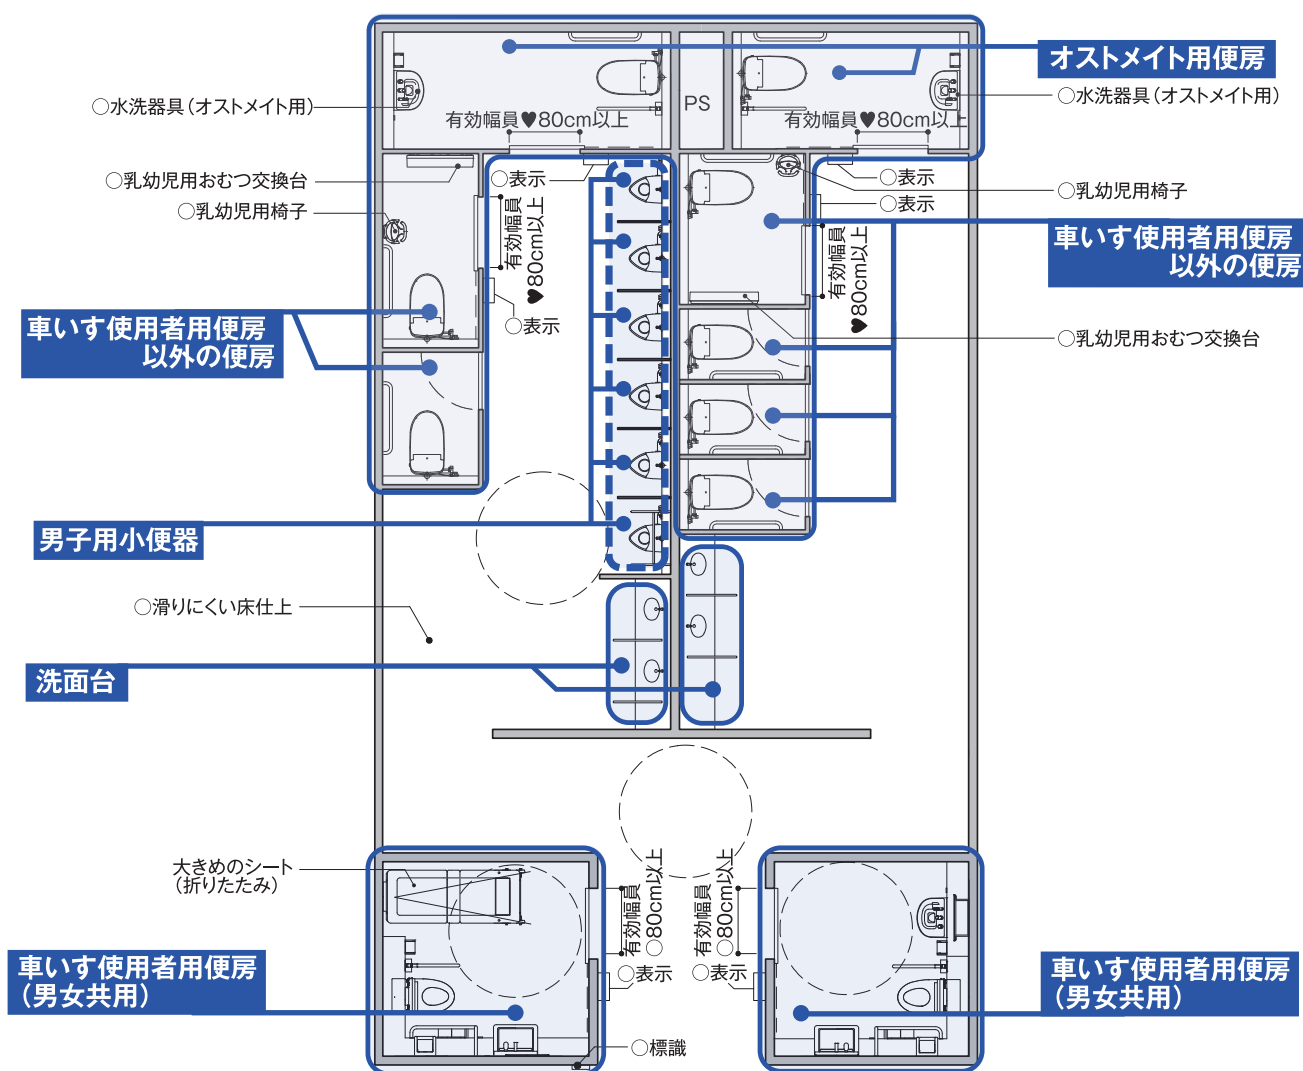 オストメイト用便房
○水洗器具（オストメイト用）
PS
○水洗器具（オストメイト用）
有効幅員♥80cm以上
有効幅員♥80cm以上
○乳幼児用おむつ交換台
○表示
○表示
○乳幼児用椅子
○乳幼児用椅子
○表示
有効幅員
♥80cm以上
車いす使用者用便房
以外の便房
有効幅員
♥80cm以上
車いす使用者用便房
以外の便房
○表示
○乳幼児用おむつ交換台
男子用小便器
○滑りにくい床仕上
洗面台
大きめのシート
（折りたたみ）
有効幅員
○80cm以上
有効幅員
○80cm以上
車いす使用者用便房
（男女共用）
○表示
○表示
車いす使用者用便房
（男女共用）
○標識